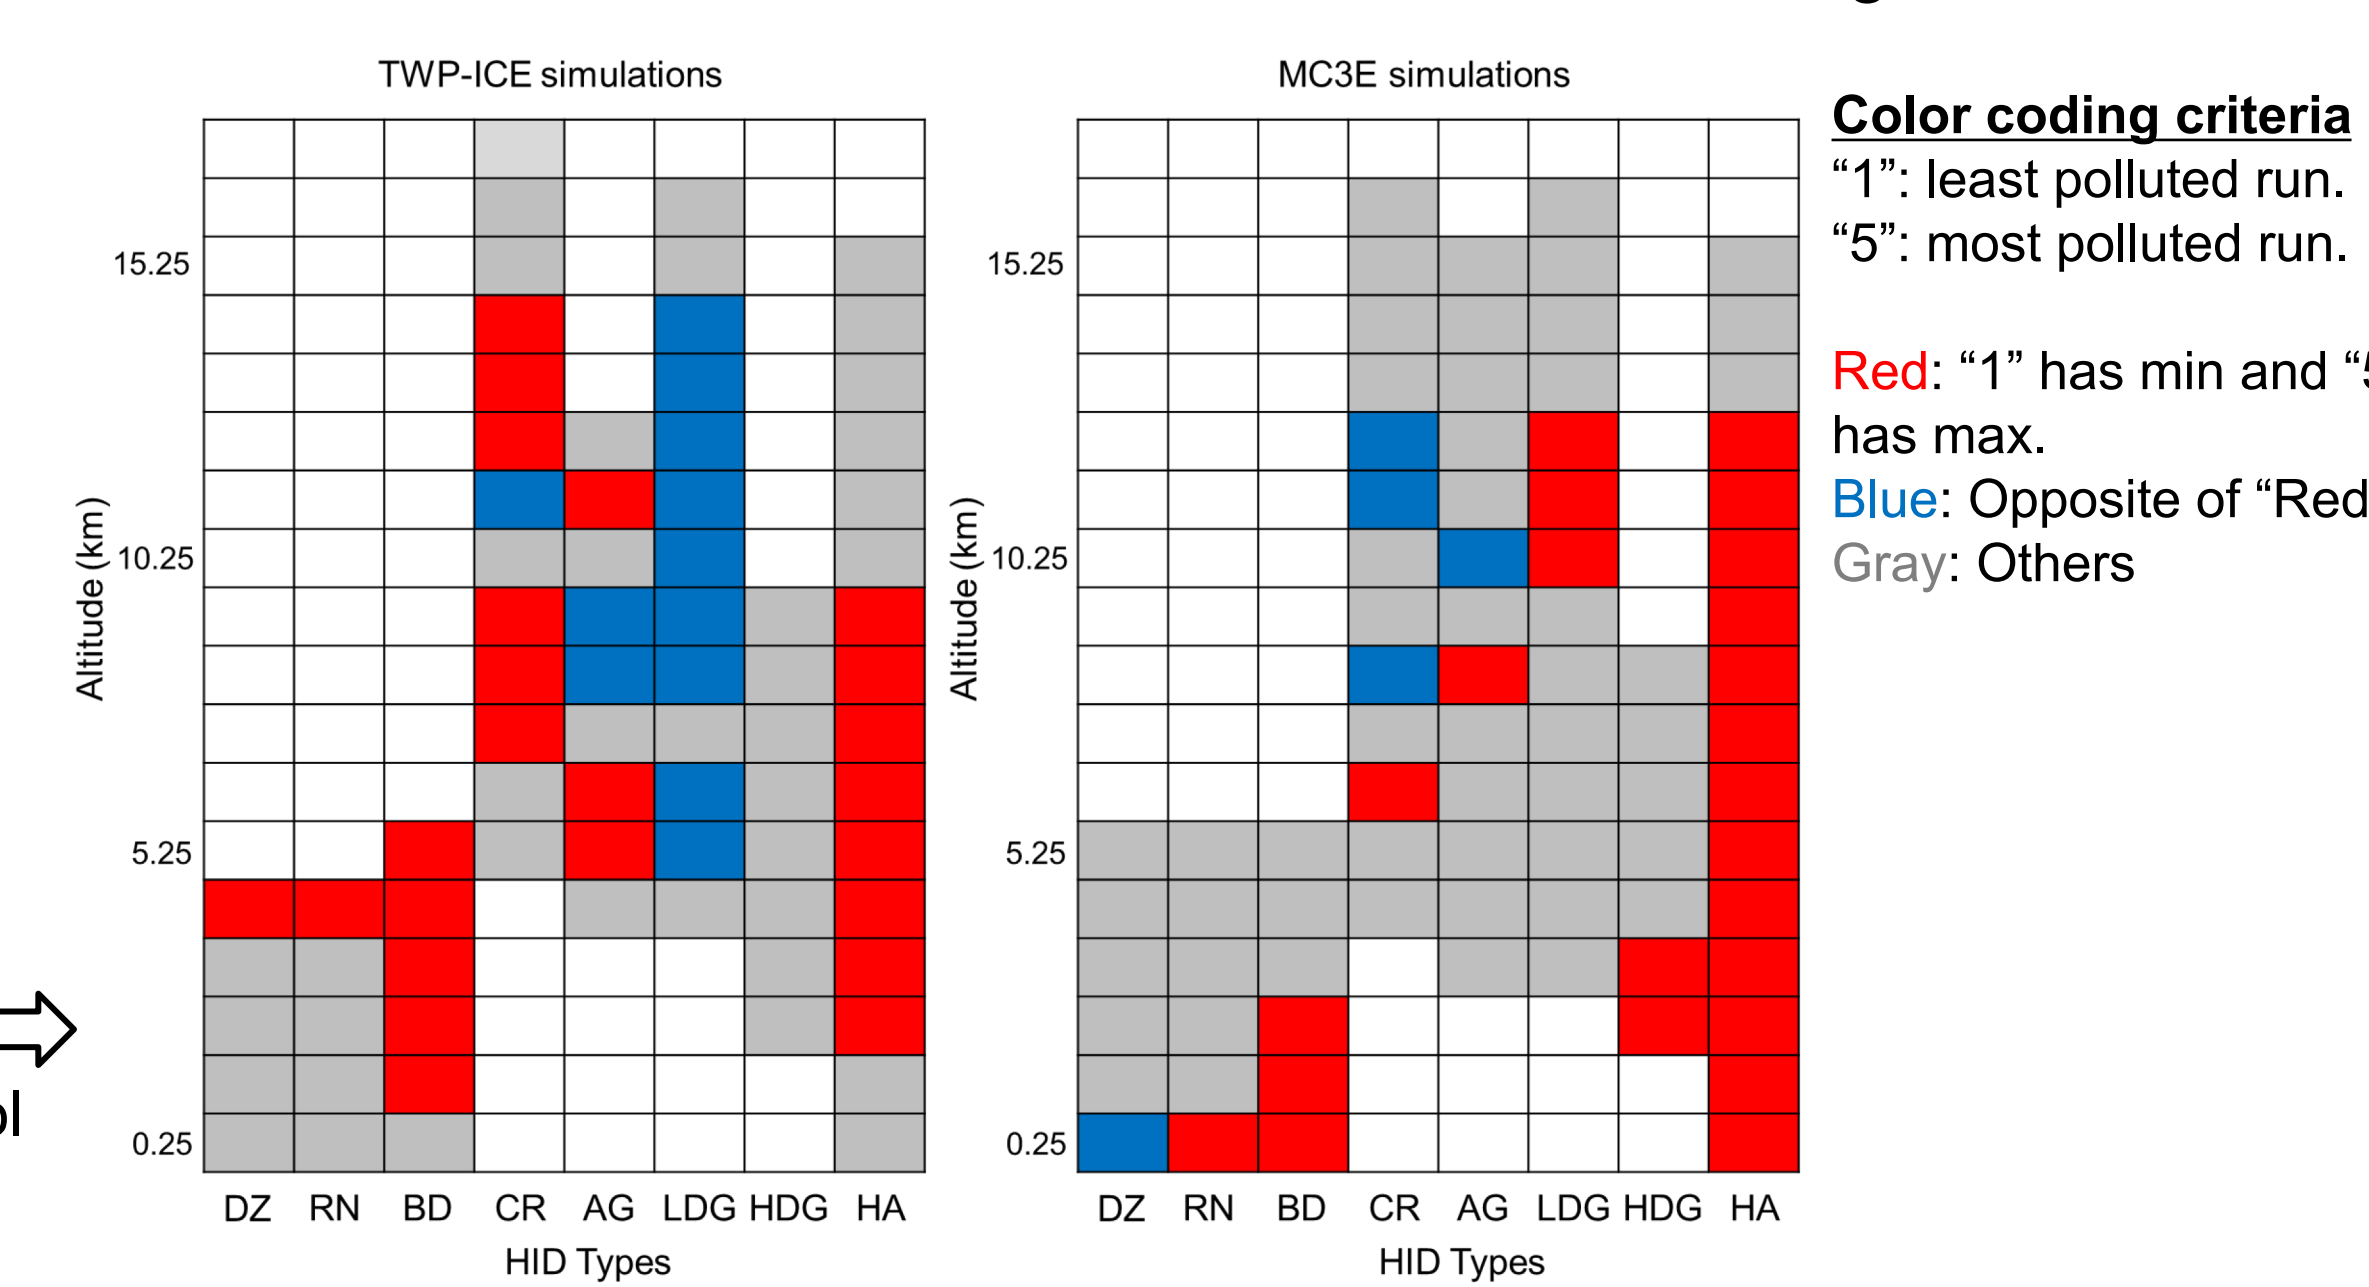 TWP-ICE simulations
15.25
10.25
5.25
0.25
Altitude (km)
DZ RN BD CR AG LDG HDG HA
HID Types
MC3E simulations
15.25
10.25
5.25
0.25
Altitude (km)
DZ RN BD CR AG LDG HDG HA
HID Types
Color coding criteria
“1”: least polluted run.
“5”: most polluted run.
Red: “1” has min and “5
has max.
Blue: Opposite of “Red
Gray: Others